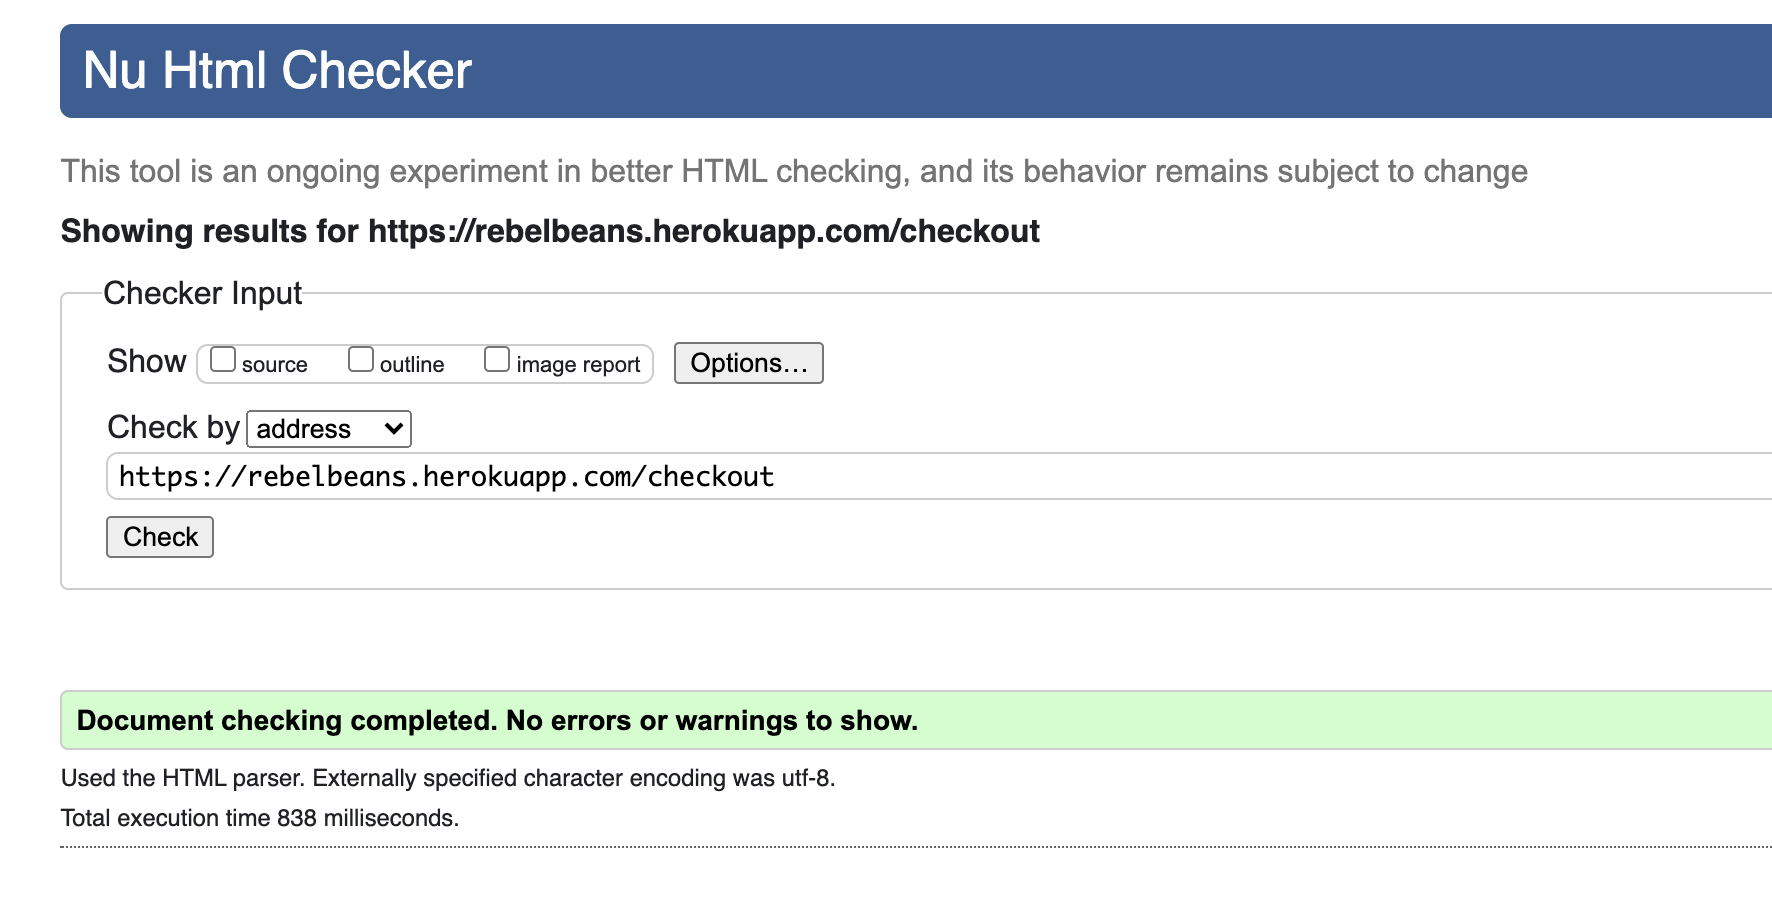 Nu Html Checker
This tool is an ongoing experiment in better HTML checking, and its behavior remains subject to change
Showing results for https://rebelbeans.herokuapp.com/checkout
Checker Input
Show source outline image report Options...
Check by address
https://rebelbeans.herokuapp.com/checkout
Check
Document checking completed. No errors or warnings to show.
Used the HTML parser. Externally specified character encoding was utf-8.
Total execution time 838 milliseconds.